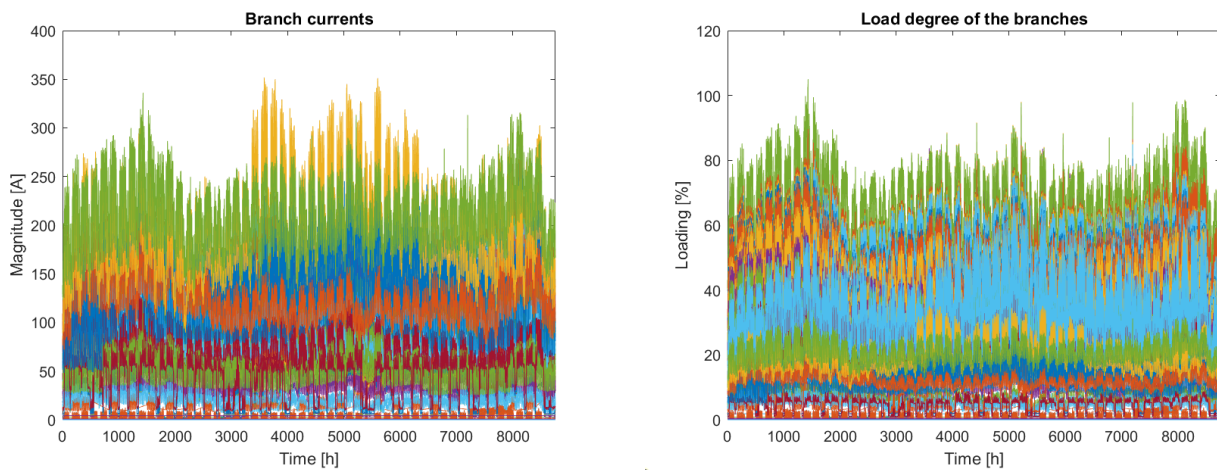 Branch currents
400
350
300
250
200
150
100
50
0
Magnitude [A]
0 1000 2000 3000 4000 5000 6000 7000 8000
Time [h]
Load degree of the branches
120
100
80
60
40
20
0
Loading [%]
0 1000 2000 3000 4000 5000 6000 7000 8000
Time [h]